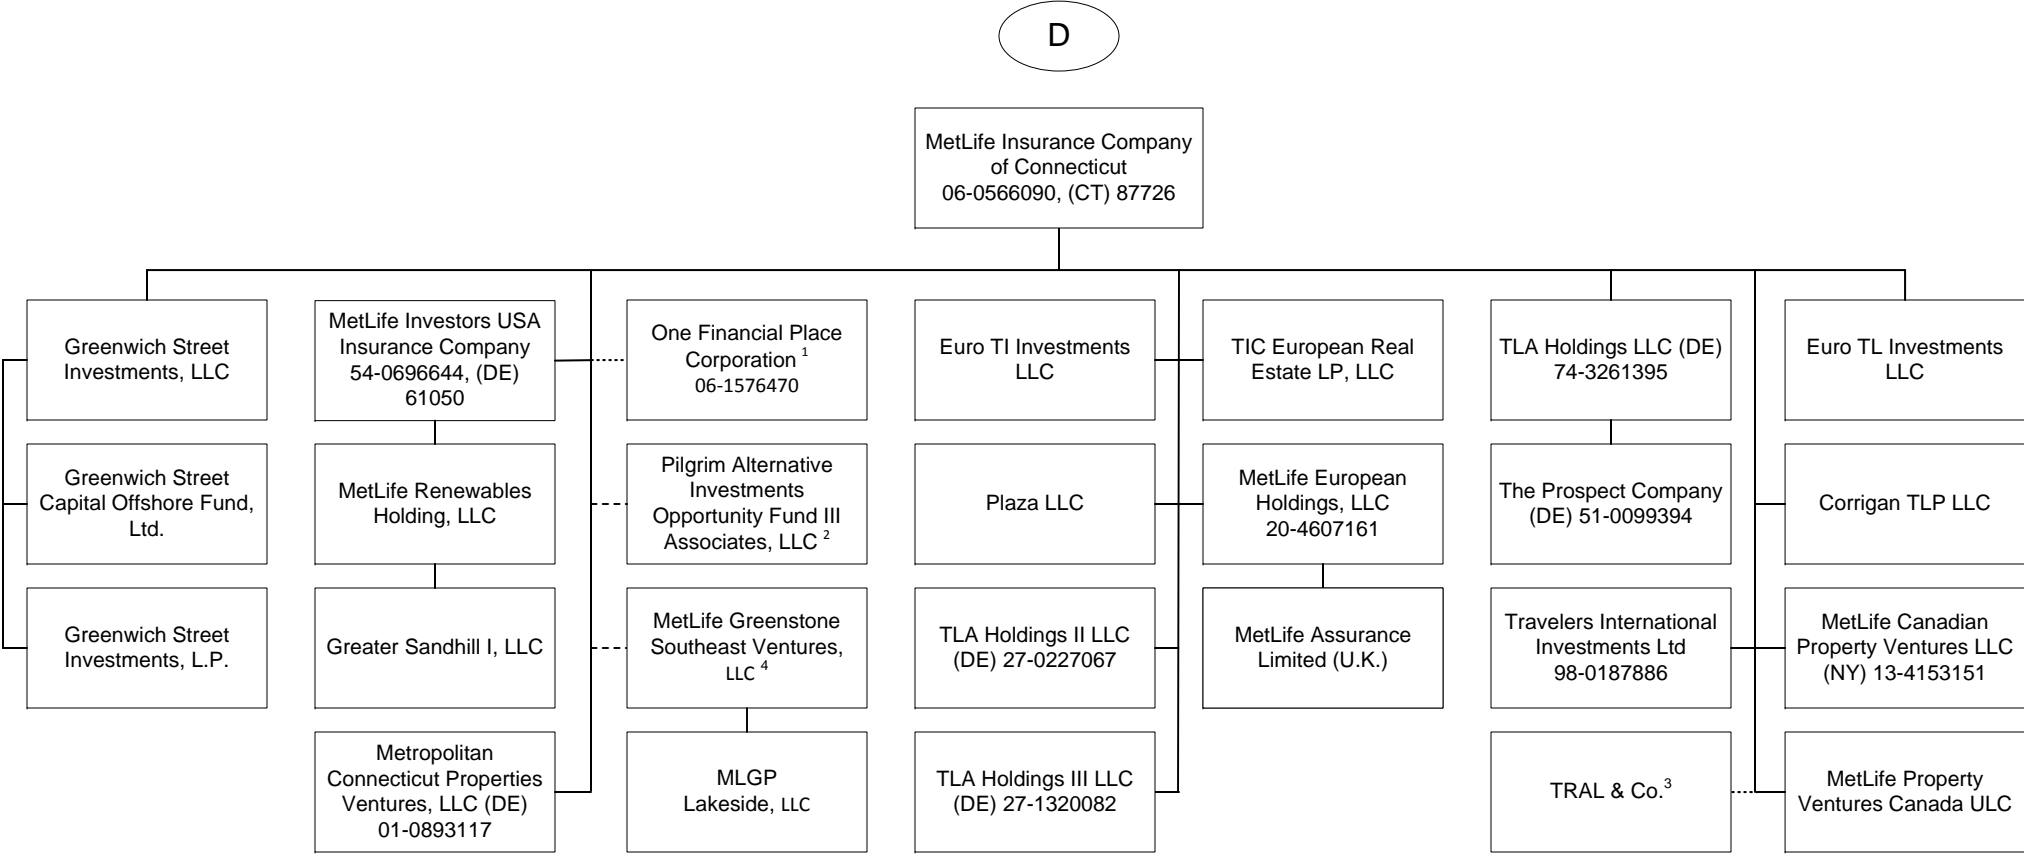 D
MetLife Insurance Company
of Connecticut
06-0566090, (CT) 87726
Greenwich Street
Investments, LLC
MetLife Investors USA
Insurance Company
54-0696644, (DE)
61050
One Financial Place
Corporation 1
06-1576470
Euro TI Investments
LLC
TIC European Real
Estate LP, LLC
TLA Holdings LLC (DE)
74-3261395
Euro TL Investments
LLC
Greenwich Street
Capital Offshore Fund,
Ltd.
MetLife Renewables
Holding, LLC
Pilgrim Alternative
Investments
Opportunity Fund III
Associates, LLC 2
Plaza LLC
MetLife European
Holdings, LLC
20-4607161
The Prospect Company
(DE) 51-0099394
Corrigan TLP LLC
Greenwich Street
Investments, L.P.
Greater Sandhill I, LLC
MetLife Greenstone
Southeast Ventures,
LLC 4
TLA Holdings II LLC
(DE) 27-0227067
MetLife Assurance
Limited (U.K.)
Travelers International
Investments Ltd
98-0187886
MetLife Canadian
Property Ventures LLC
(NY) 13-4153151
Metropolitan
Connecticut Properties
Ventures, LLC (DE)
01-0893117
MLGP
Lakeside, LLC
TLA Holdings III LLC
(DE) 27-1320082
TRAL & Co.3
MetLife Property
Ventures Canada ULC